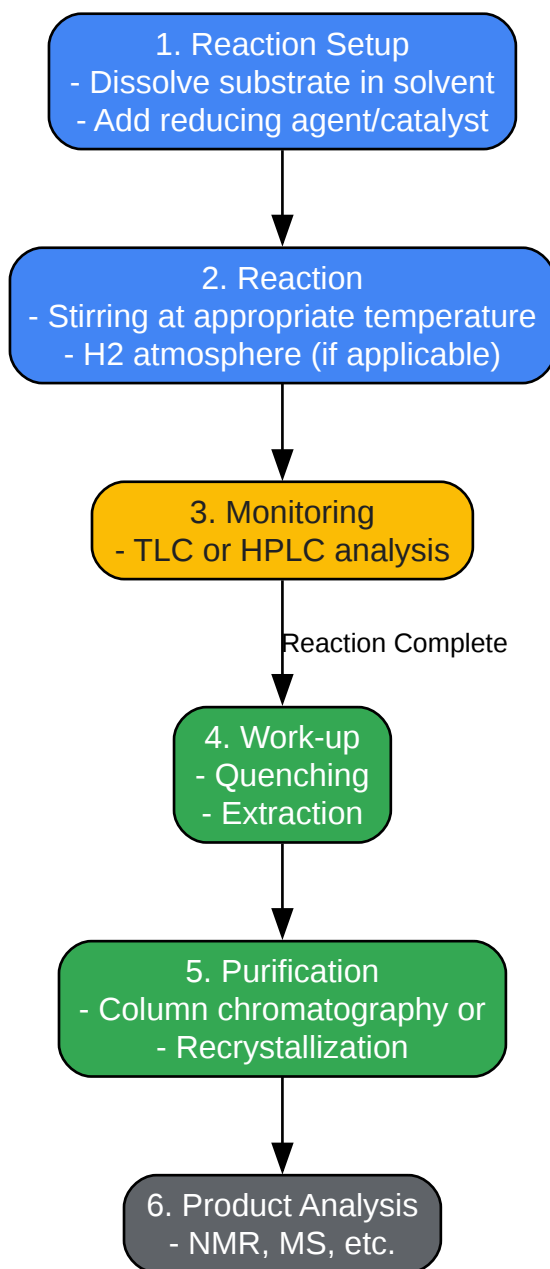 1. Reaction Setup
- Dissolve substrate in solvent
- Add reducing agent/catalyst
2. Reaction
- Stirring at appropriate temperature
- H2 atmosphere (if applicable)
3. Monitoring
- TLC or HPLC analysis
Reaction Complete
4. Work-up
- Quenching
- Extraction
5. Purification
- Column chromatography or
- Recrystallization
6. Product Analysis
- NMR, MS, etc.